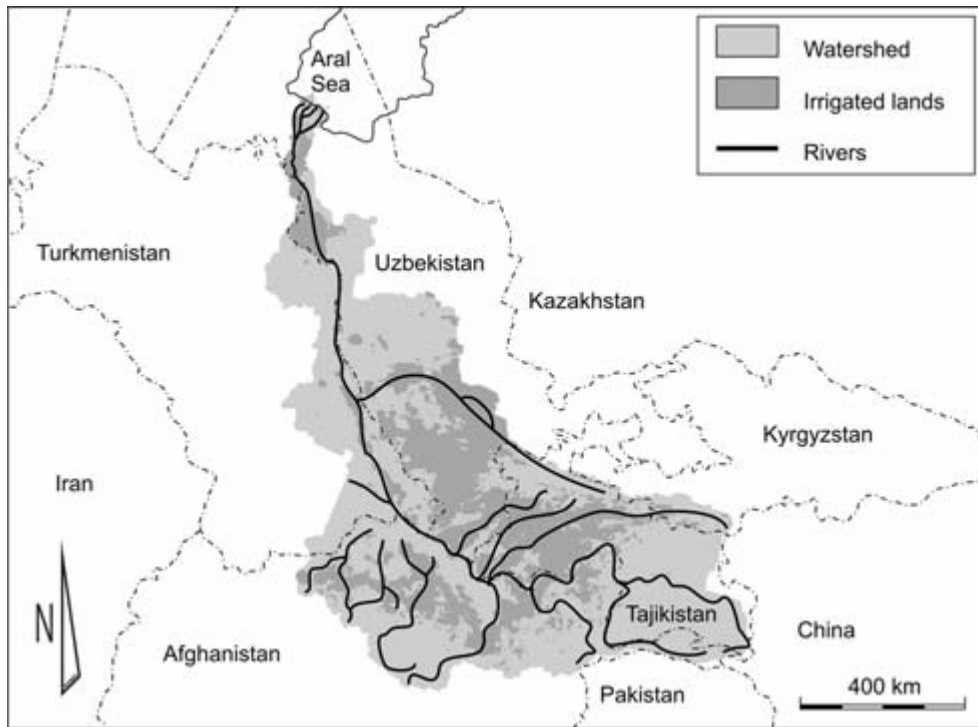 Aral
Sea
Watershed
Irrigated lands
Rivers
Turkmenistan
Uzbekistan
Kazakhstan
Kyrgyzstan
Iran
Tajikistan
China
Afghanistan
Pakistan
400 km
N